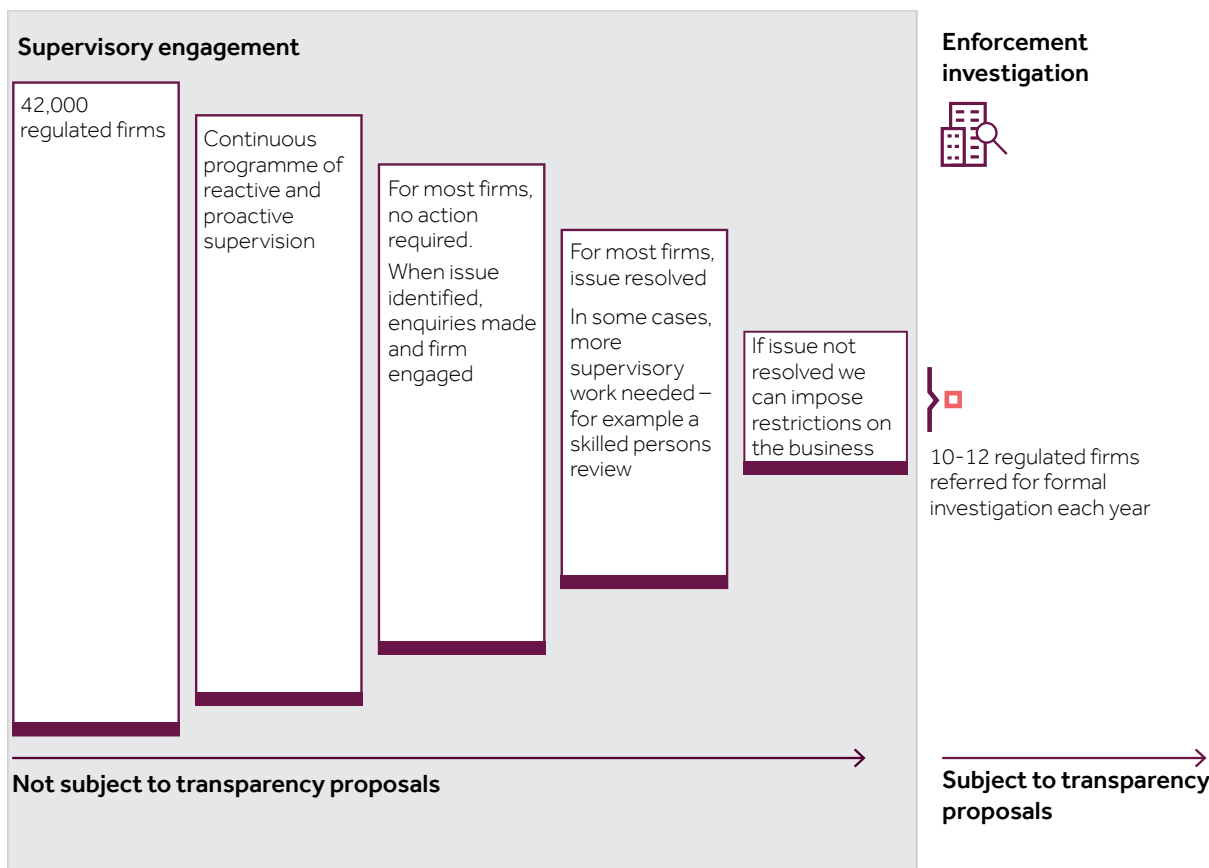 Supervisory engagement
42,000
regulated firms
Continuous
programme of
reactive and
proactive
supervision
For most firms,
no action
required.
When issue
identified,
enquiries made
and firm
engaged
For most firms,
issue resolved
In some cases,
more
supervisory
work needed –
for example a
skilled persons
review
If issue not
resolved we
can impose
restrictions on
the business
Not subject to transparency proposals
Enforcement
investigation
10-12 regulated firms
referred for formal
investigation each year
Subject to transparency
proposals